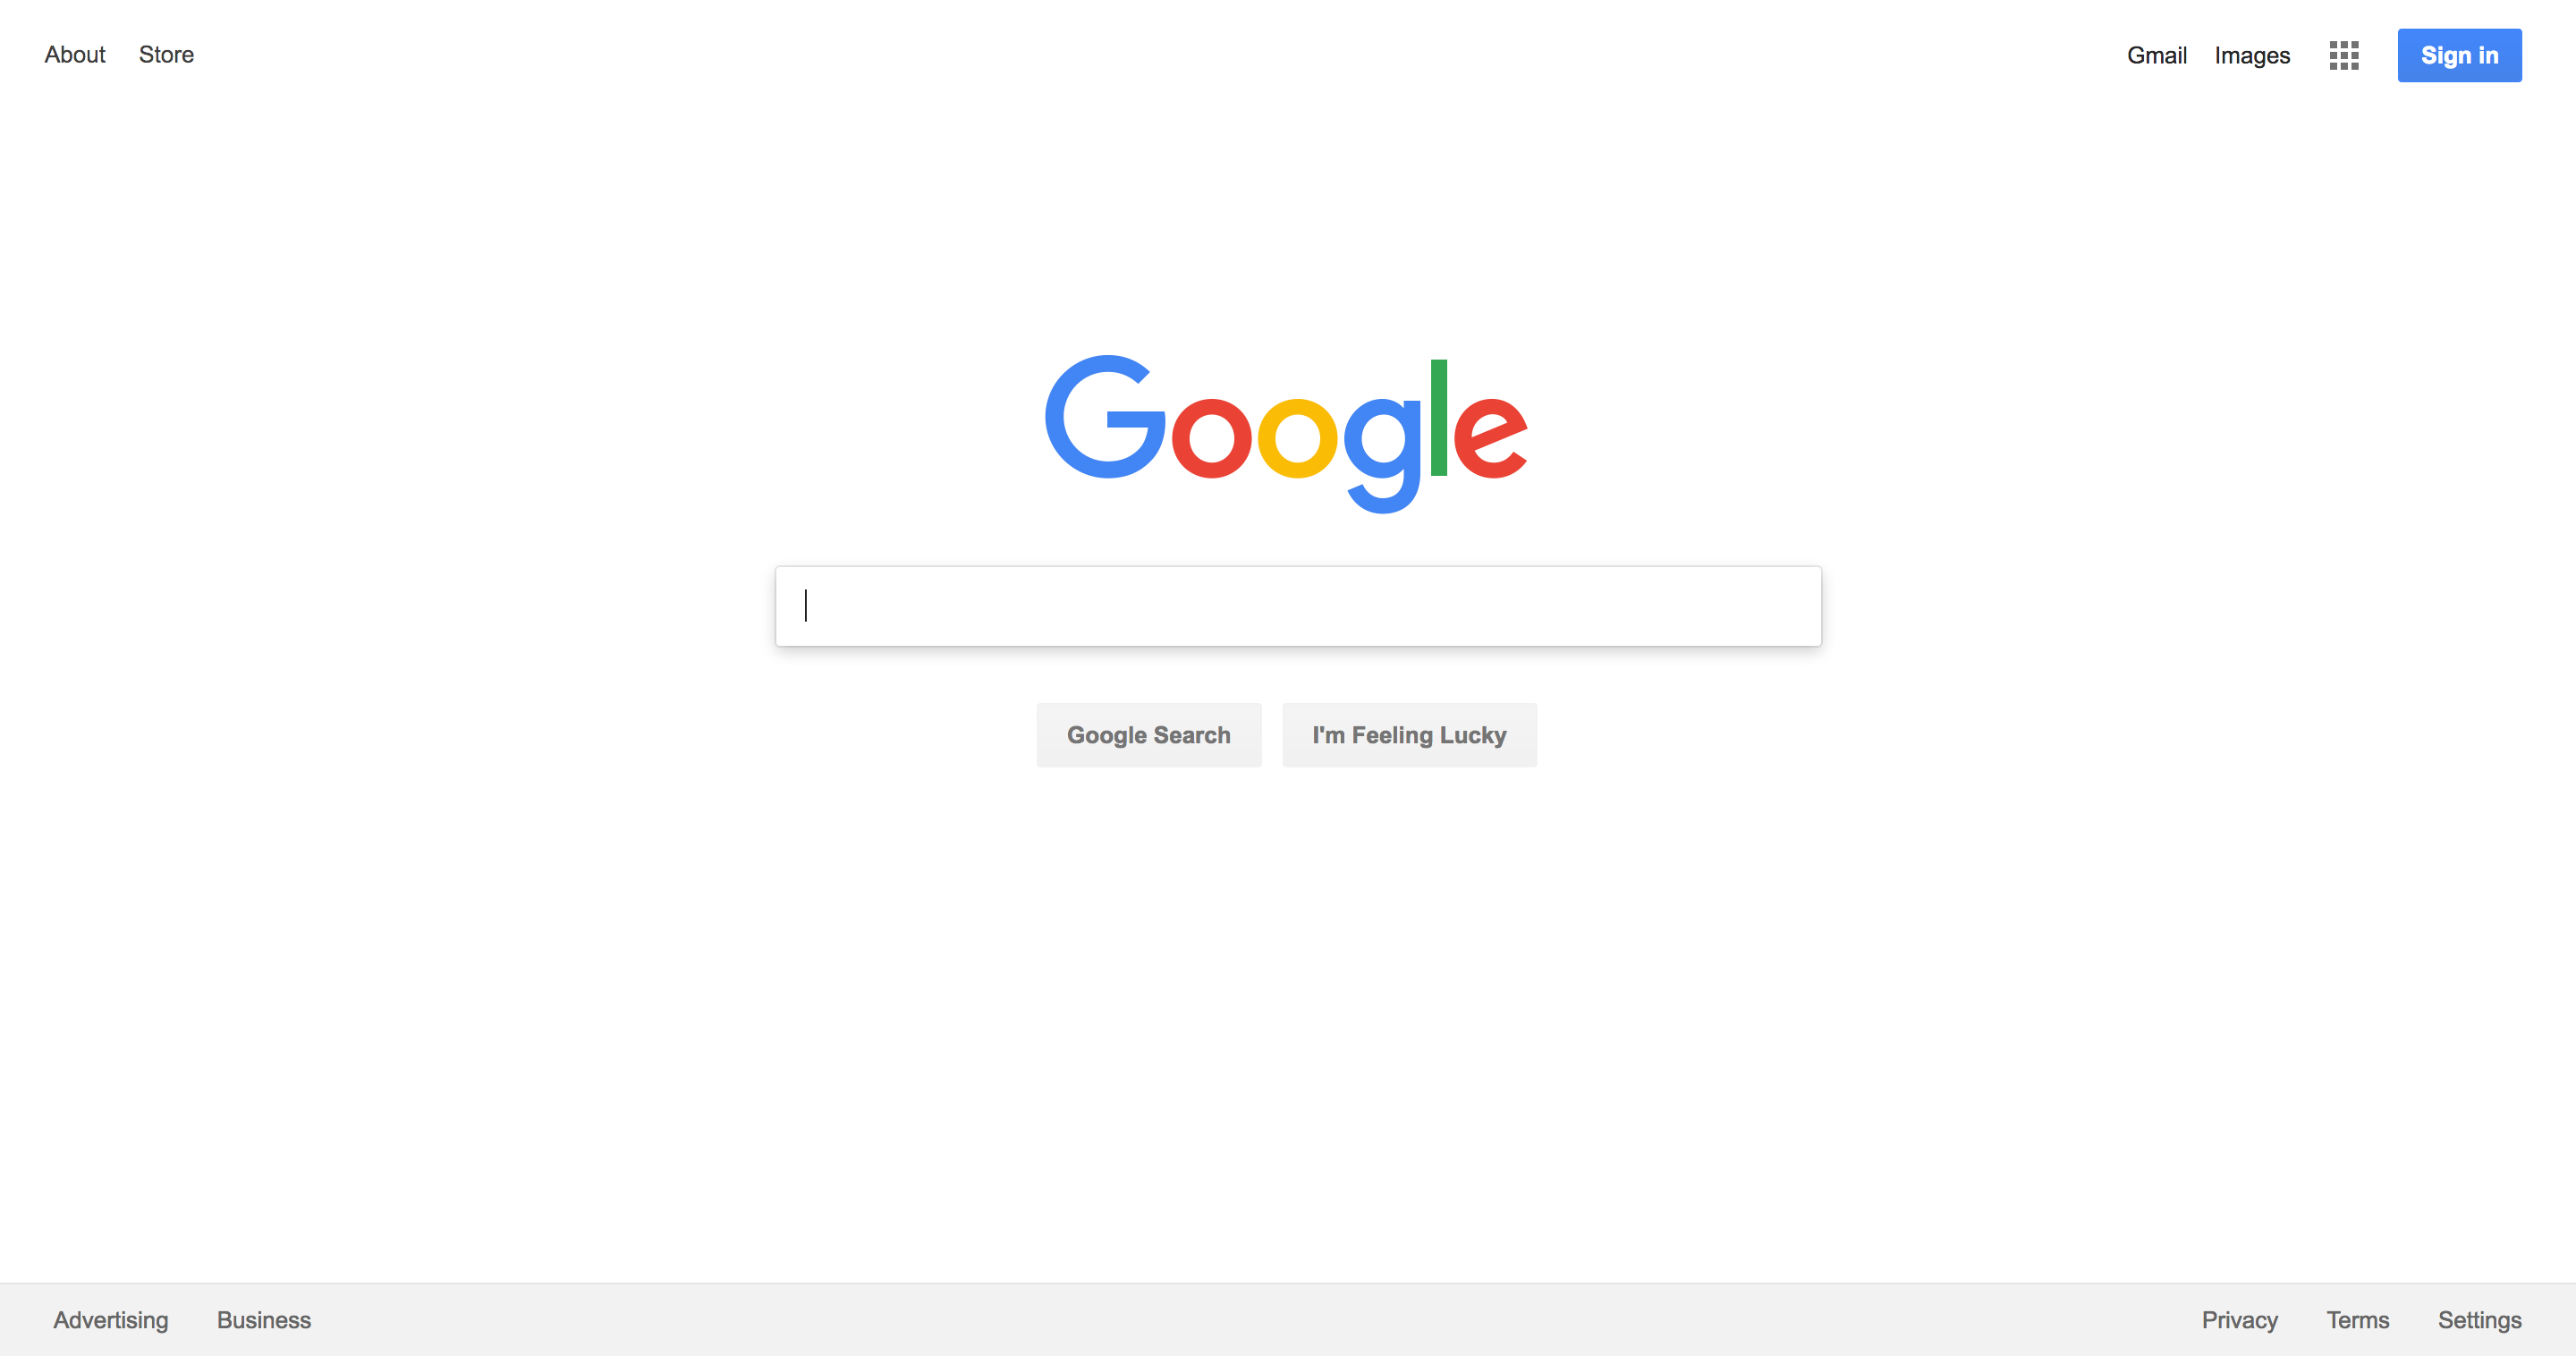 About Store Gmail Images Sign in
Google
Google Search I'm Feeling Lucky
Advertising Business Privacy Terms Settings